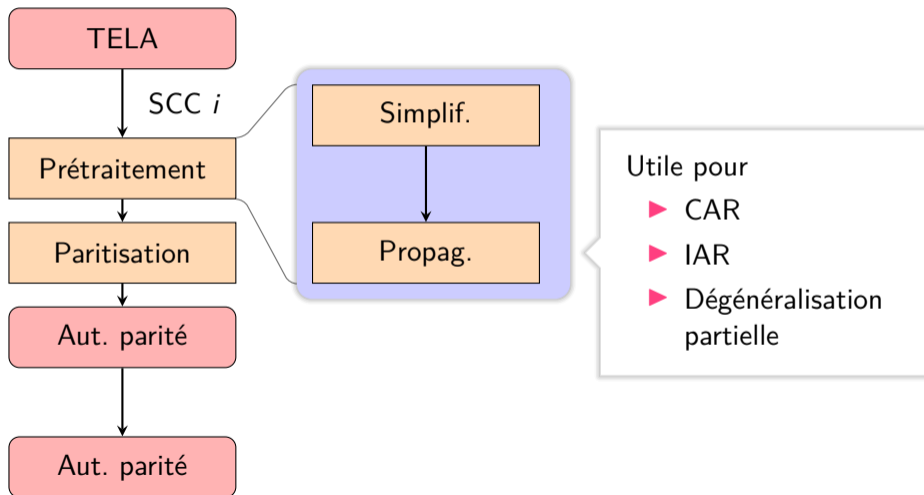 TELA
SCC i
Prétraitement
Paritisation
Aut. parité
Aut. parité
Simplif.
Propag.
Utile pour
CAR
IAR
Dégénéralisation
partielle